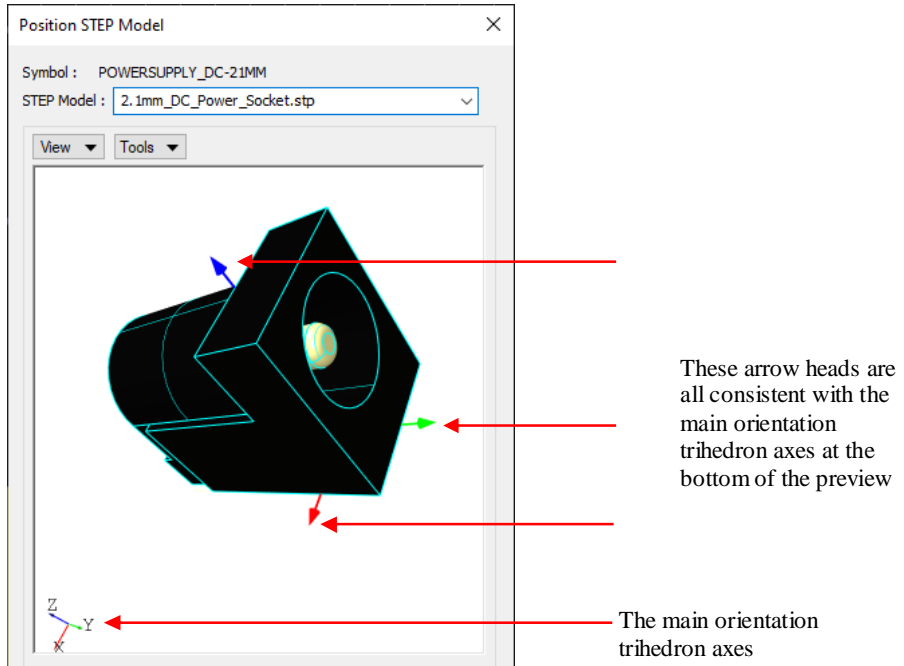 Position STEP Model
Symbol : POWERSUPPLY_DC-21MM
STEP Model : 2.1mm_DC_Power_Socket.stp
View Tools
These arrow heads are
all consistent with the
main orientation
trihedron axes at the
bottom of the preview
Z
Y
X
The main orientation
trihedron axes